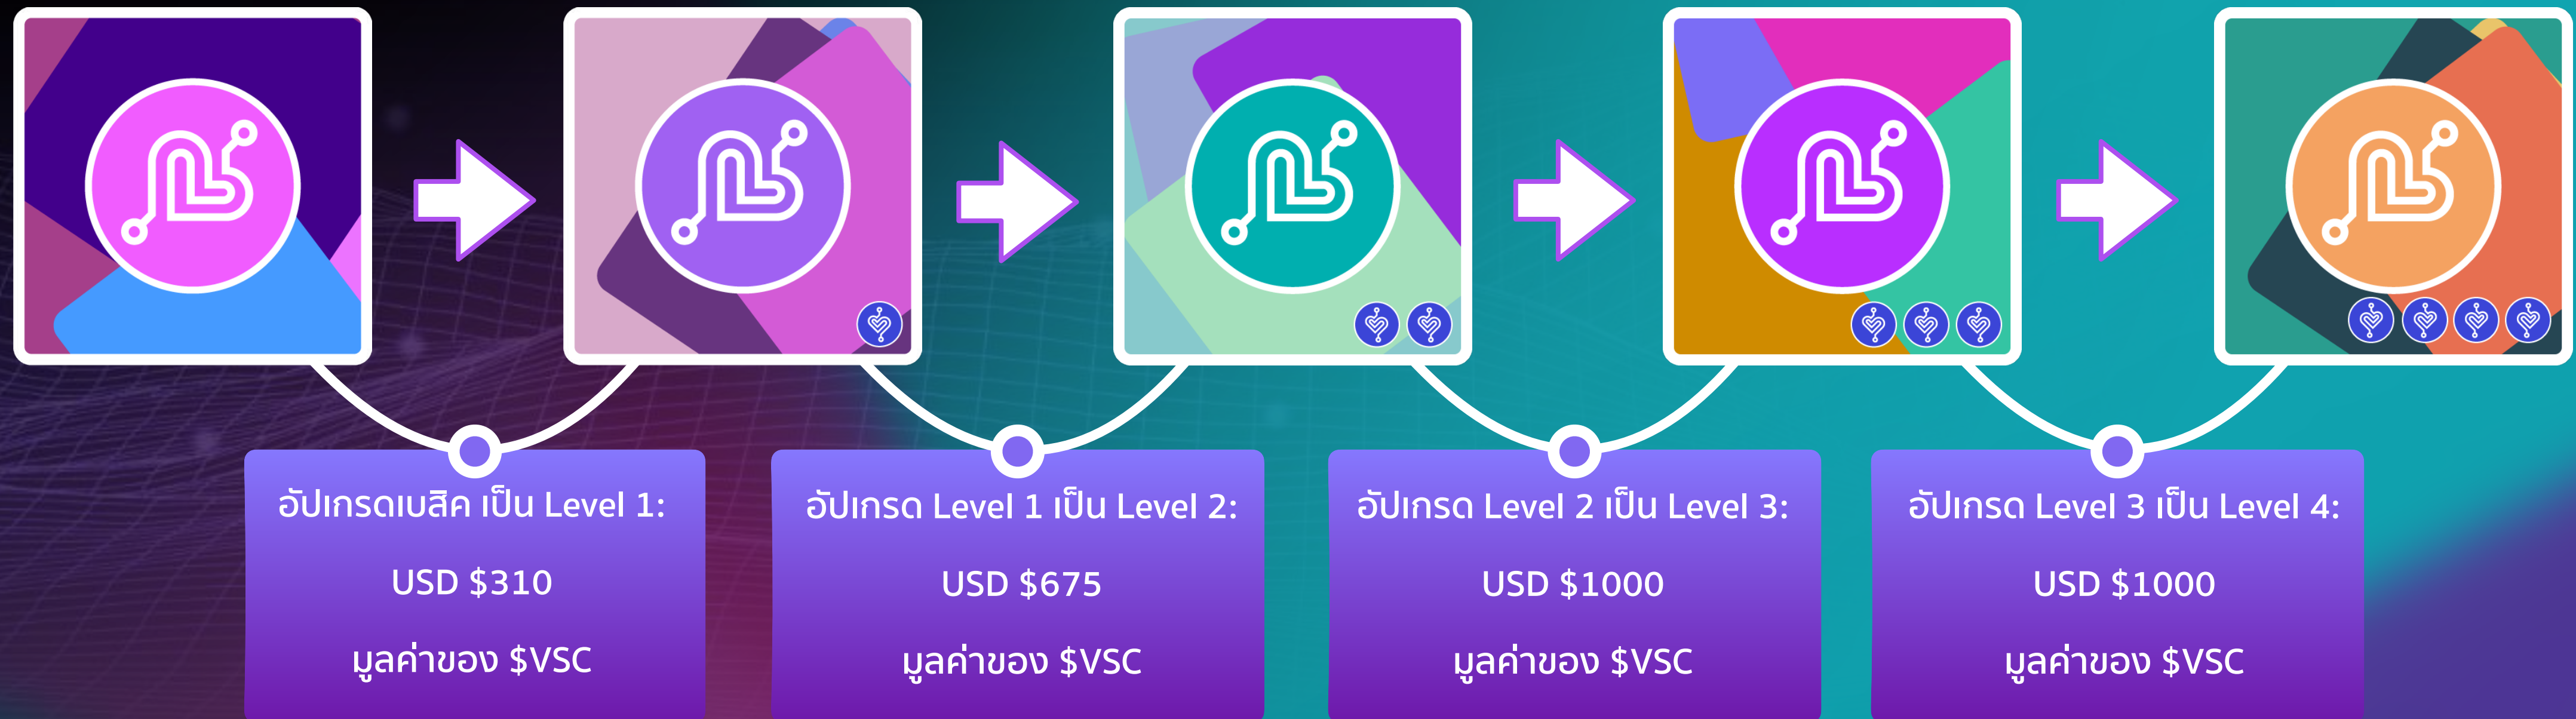 อัปเกรดเบสิค เป็น Level 1:
USD $310
มูลค่าของ $VSC
อัปเกรด Level 1 เป็น Level 2:
USD $675
มูลค่าของ $VSC
อัปเกรด Level 2 เป็น Level 3:
USD $1000
มูลค่าของ $VSC
อัปเกรด Level 3 เป็น Level 4:
USD $1000
มูลค่าของ $VSC